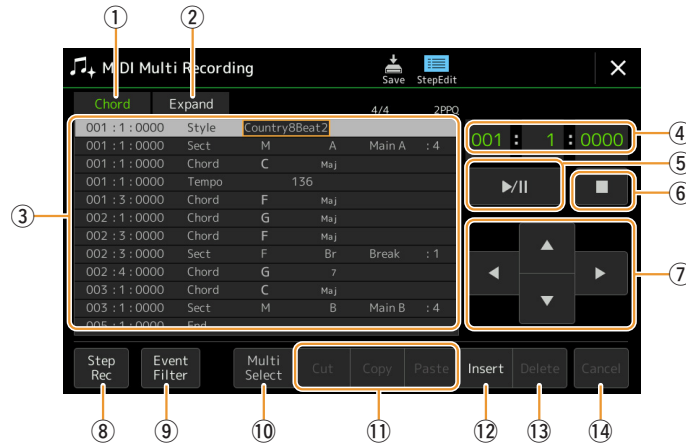 ① ②
MIDI Multi Recording Save StepEdit ×
Chord Expand 4/4 2PPQ
001 : 1 : 0000 Style Country8Beat2
001 : 1 : 0000 Sect M A Main A : 4
001 : 1 : 0000 Chord C Maj
001 : 1 : 0000 Tempo 136
001 : 3 : 0000 Chord F Maj
002 : 1 : 0000 Chord G Maj
002 : 3 : 0000 Chord F Maj
002 : 3 : 0000 Sect F Br Break : 1
002 : 4 : 0000 Chord G 7
003 : 1 : 0000 Chord C Maj
003 : 1 : 0000 Sect M B Main B : 4
005 : 1 : 0000 End
③
001 : 1 : 0000 ④
⑤
▶/II ■ ⑥
▲
◀ ▶ ⑦
▼
Step Rec Event Filter Multi Select Cut Copy Paste Insert Delete Cancel
⑧ ⑨ ⑩ ⑪ ⑫ ⑬ ⑭